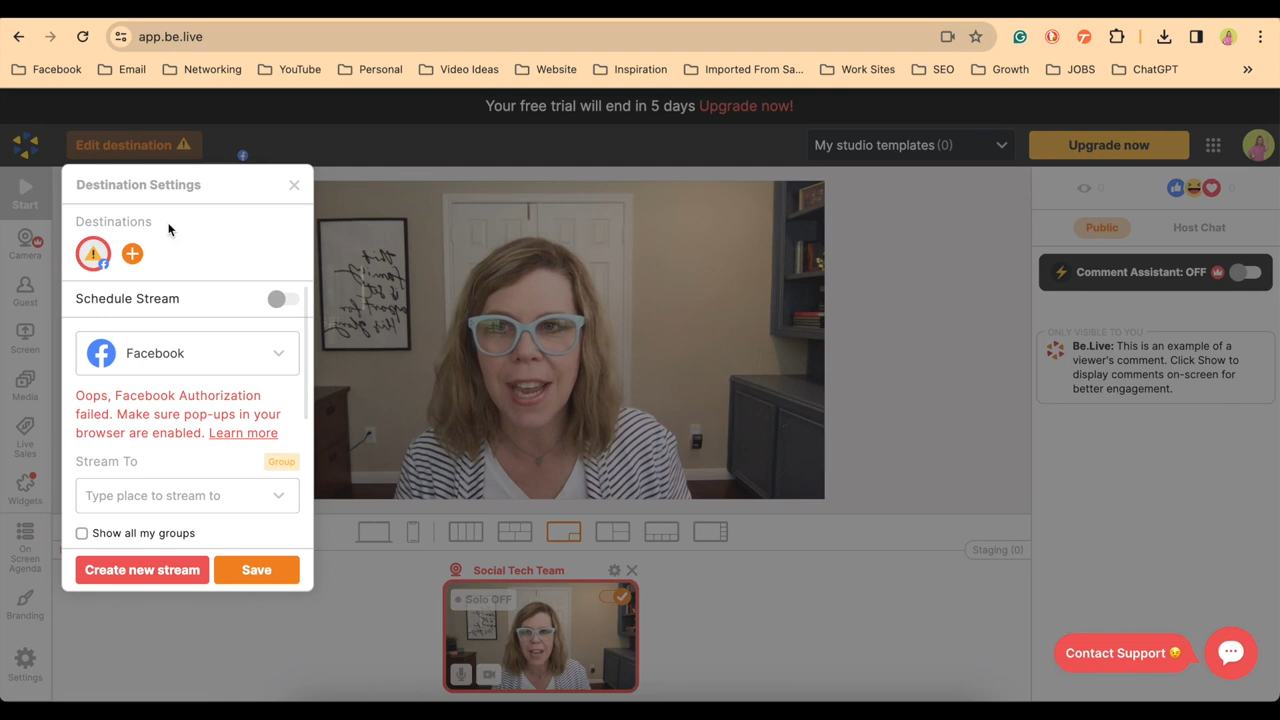 app.be.live
Facebook Email Networking YouTube Personal Video Ideas Website Inspiration Imported From Sa... Work Sites SEO Growth JOBS ChatGPT
Your free trial will end in 5 days Upgrade now!
Edit destination
My studio templates (0)
Upgrade now
Start
Camera
Guest
Screen
Media
Live
Sales
Widgets
On
Screen
Agenda
Branding
Settings
Destination Settings
Destinations
Schedule Stream
Facebook
Oops, Facebook Authorization
failed. Make sure pop-ups in your
browser are enabled. Learn more
Stream To Group
Type place to stream to
Show all my groups
Create new stream Save
Staging (0)
Social Tech Team
Solo OFF
0 0
Public Host Chat
Comment Assistant: OFF
ONLY VISIBLE TO YOU
Be.Live: This is an example of a
viewer's comment. Click Show to
display comments on-screen for
better engagement.
Contact Support